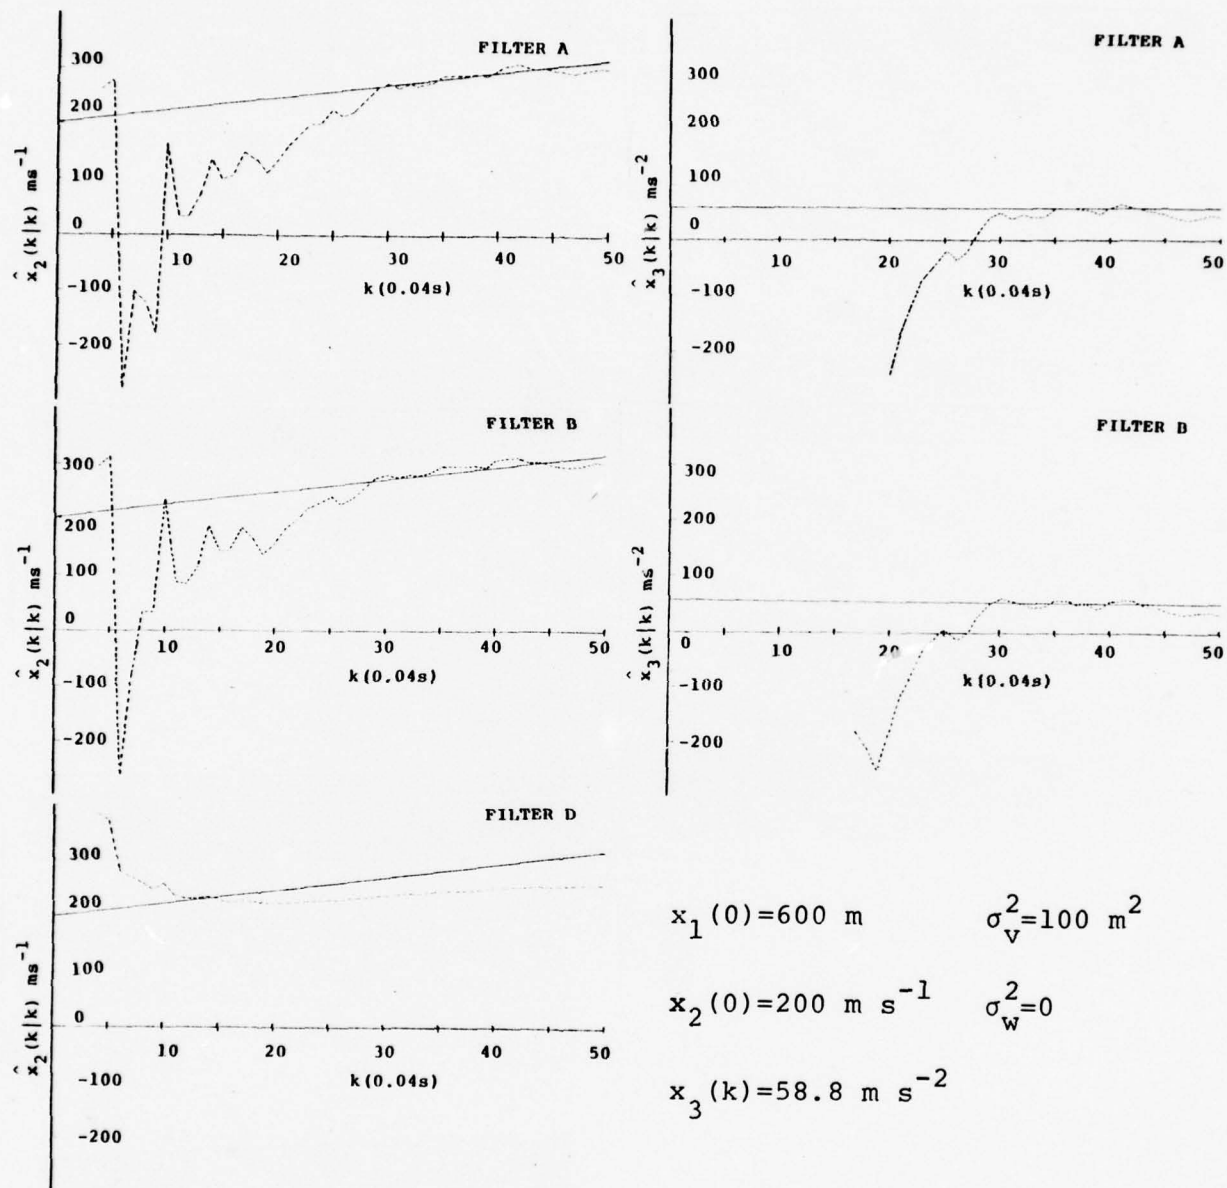 FILTER A
300
200
100
0
-100
-200
10 20 30 40 50
k(0.04s)
x̂₂(k|k) ms⁻¹
FILTER A
300
200
100
0
-100
-200
10 20 30 40 50
k(0.04s)
x̂₃(k|k) ms⁻²
FILTER B
300
200
100
0
-100
-200
10 20 30 40 50
k(0.04s)
x̂₂(k|k) ms⁻¹
FILTER B
300
200
100
0
-100
-200
10 20 30 40 50
k(0.04s)
x̂₃(k|k) ms⁻²
FILTER D
300
200
100
0
-100
-200
10 20 30 40 50
k(0.04s)
x̂₂(k|k) ms⁻¹
x₁(0)=600 m σᵥ²=100 m²
x₂(0)=200 m s⁻¹ σ_w²=0
x₃(k)=58.8 m s⁻²